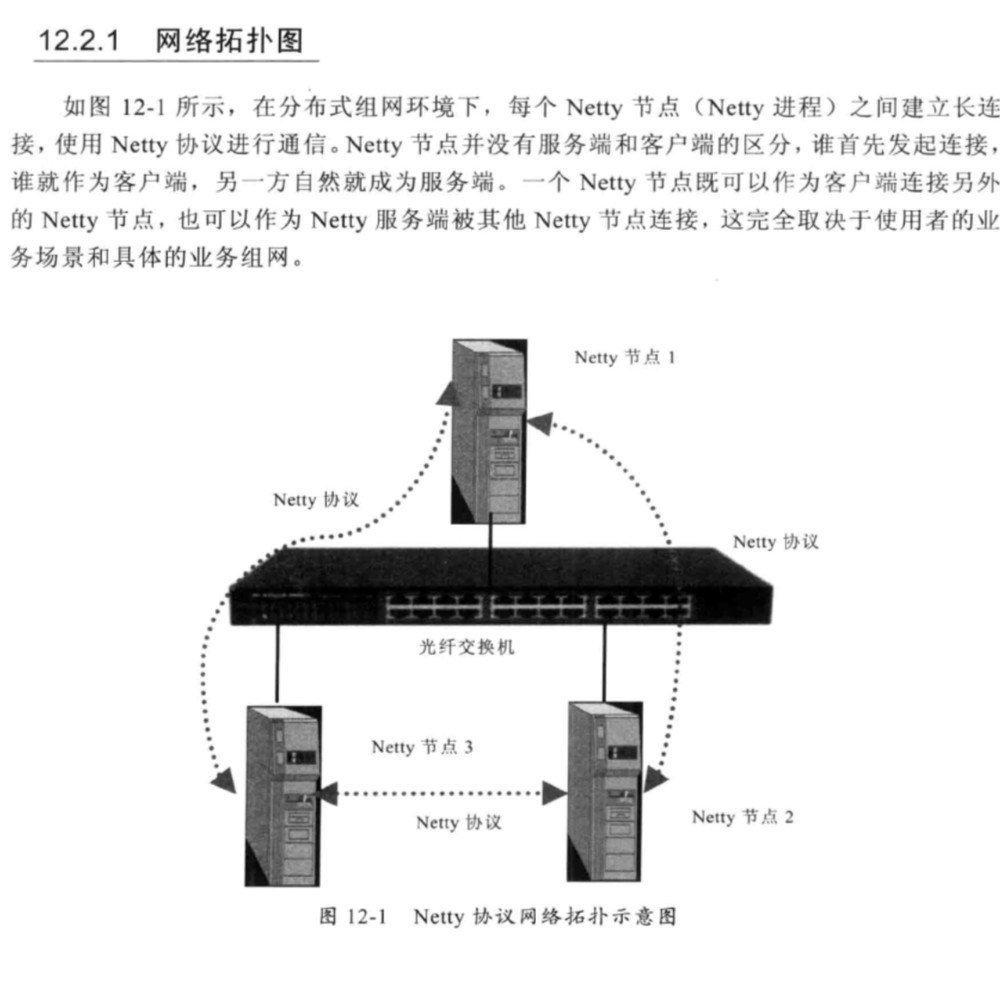 12.2.1 网络拓扑图
如图 12-1 所示，在分布式组网环境下，每个 Netty 节点（Netty 进程）之间建立长连
接，使用 Netty 协议进行通信。Netty 节点并没有服务端和客户端的区分，谁首先发起连接，
谁就作为客户端，另一方自然就成为服务端。一个 Netty 节点既可以作为客户端连接另外
的 Netty 节点，也可以作为 Netty 服务端被其他 Netty 节点连接，这完全取决于使用者的业
务场景和具体的业务组网。
Netty 节点 1
Netty 协议
Netty 协议
光纤交换机
Netty 节点 3
Netty 协议
Netty 节点 2
图 12-1 Netty 协议网络拓扑示意图